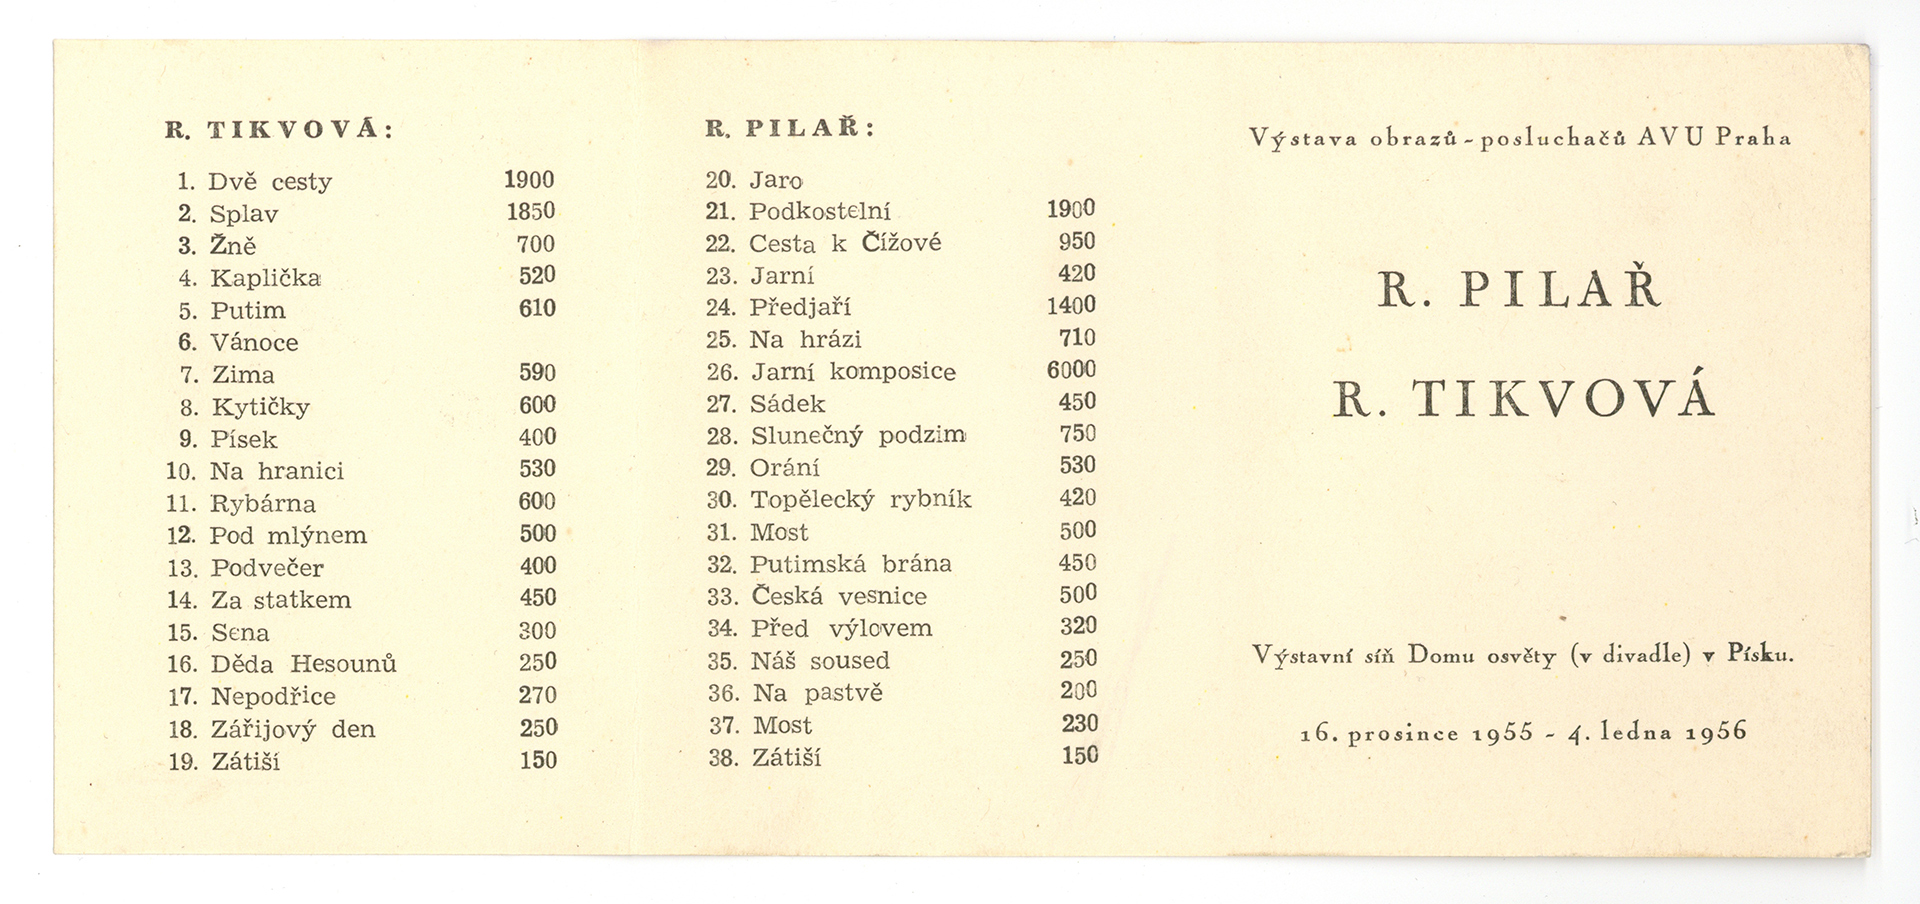 R. TIKVOVÁ:
1. Dvě cesty 1900
2. Splav 1850
3. Žně 700
4. Kaplička 520
5. Putim 610
6. Vánoce
7. Zima 590
8. Kytičky 600
9. Písek 400
10. Na hranici 530
11. Rybárna 600
12. Pod mlýnem 500
13. Podvečer 400
14. Za statkem 450
15. Sena 300
16. Děda Hesounů 250
17. Nepodřice 270
18. Zářijový den 250
19. Zátiší 150
R. PILAŘ:
20. Jaro
21. Podkostelní 1900
22. Cesta k Čížové 950
23. Jarní 420
24. Předjaří 1400
25. Na hrázi 710
26. Jarní komposice 6000
27. Sádek 450
28. Slunečný podzim 750
29. Orání 530
30. Topělecký rybník 420
31. Most 500
32. Putimská brána 450
33. Česká vesnice 500
34. Před výlovem 320
35. Náš soused 250
36. Na pastvě 200
37. Most 230
38. Zátiší 150
Výstava obrazů - posluchačů AVU Praha
R. PILAŘ
R. TIKVOVÁ
Výstavní síň Domu osvěty (v divadle) v Písku.
16. prosince 1955 - 4. ledna 1956